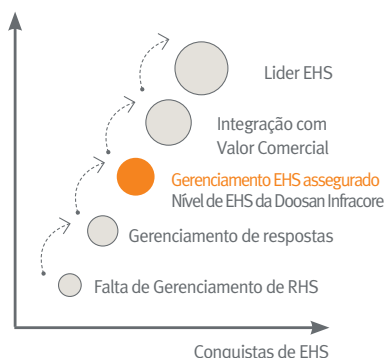 Lider EHS
Integração com
Valor Comercial
Gerenciamento EHS assegurado
Nível de EHS da Doosan Infracore
Gerenciamento de respostas
Falta de Gerenciamento de RHS
Conquistas de EHS